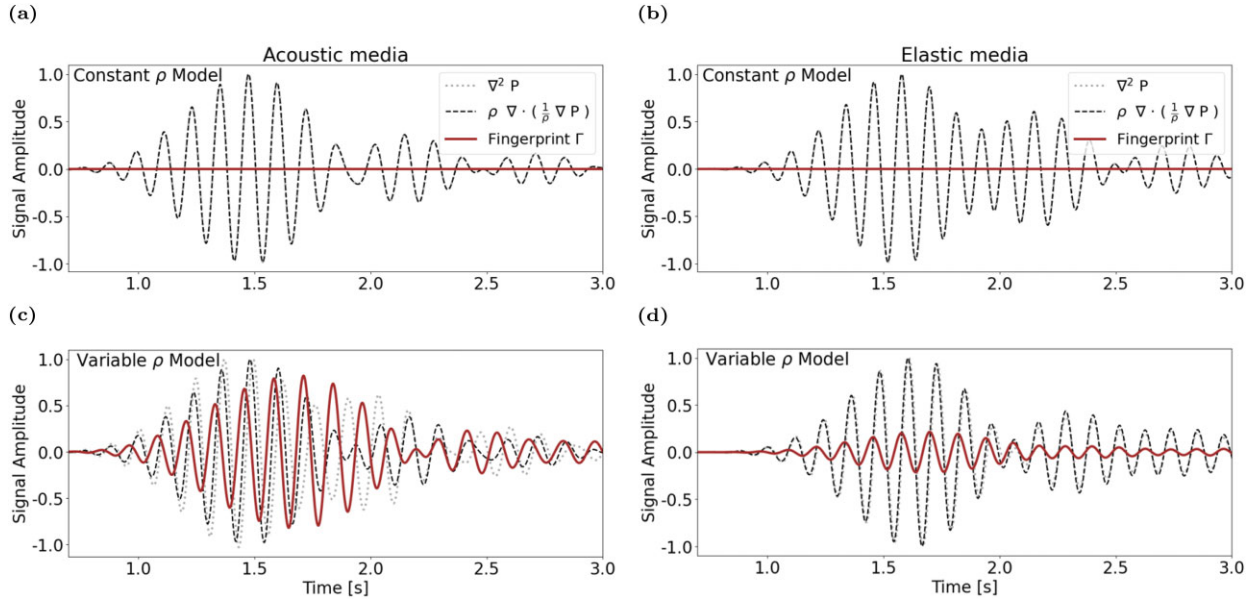 (a)
Acoustic media
Constant ρ Model
∇² P
ρ ∇ · ( 1/ρ ∇ P )
Fingerprint Γ
Signal Amplitude
1.0
0.5
0.0
-0.5
-1.0
1.0 1.5 2.0 2.5 3.0
(b)
Elastic media
Constant ρ Model
∇² P
ρ ∇ · ( 1/ρ ∇ P )
Fingerprint Γ
Signal Amplitude
1.0
0.5
0.0
-0.5
-1.0
1.0 1.5 2.0 2.5 3.0
(c)
Variable ρ Model
Signal Amplitude
1.0
0.5
0.0
-0.5
-1.0
1.0 1.5 2.0 2.5 3.0
Time [s]
(d)
Variable ρ Model
Signal Amplitude
1.0
0.5
0.0
-0.5
-1.0
1.0 1.5 2.0 2.5 3.0
Time [s]